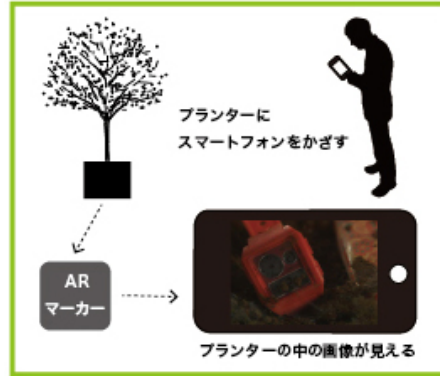 プランターに
スマートフォンをかざす
AR
マーカー
プランターの中の画像が見える